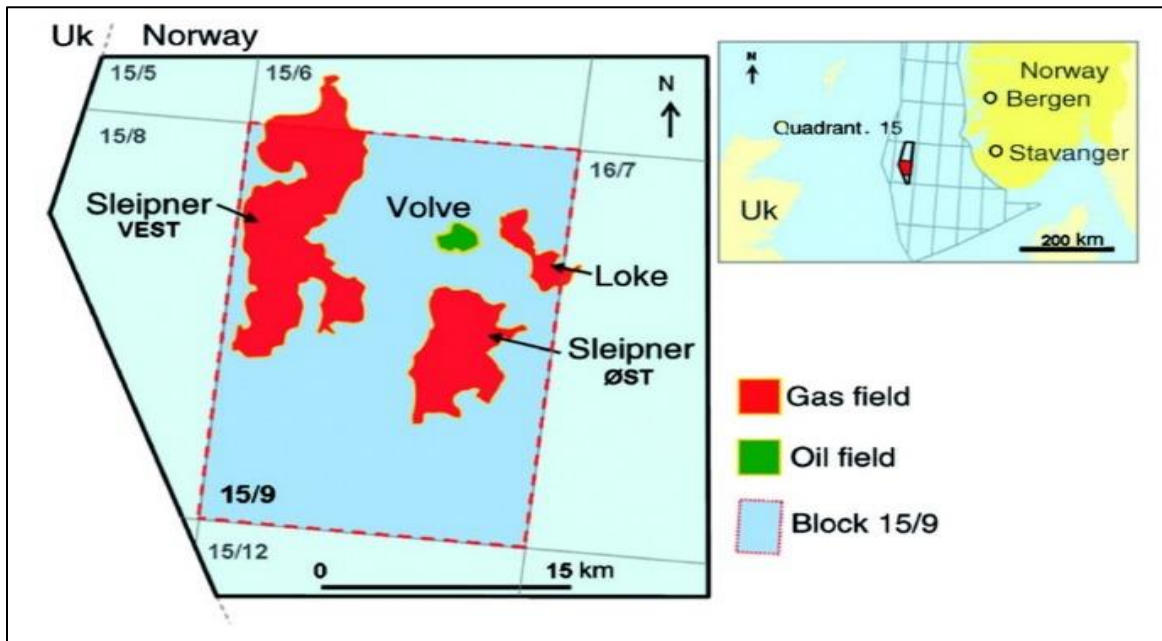 Uk Norway
15/5
15/6
N
15/8
16/7
Sleipner
VEST
Volve
Loke
Sleipner
ØST
15/9
15/12
0 15 km
N
Norway
Bergen
Quadrant. 15
Stavanger
Uk
200 km
Gas field
Oil field
Block 15/9